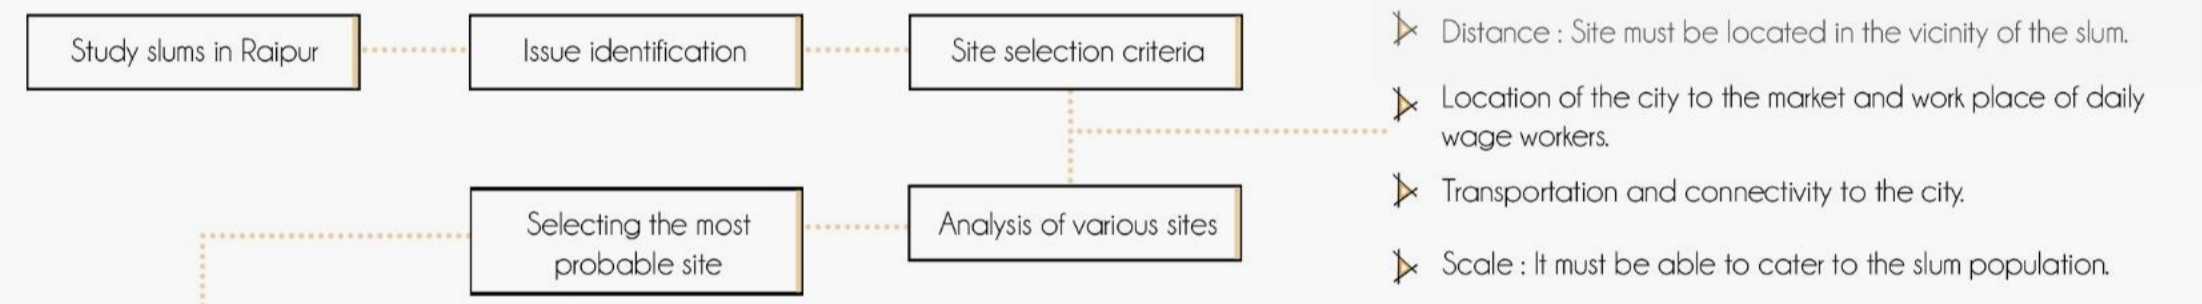 Study slums in Raipur
Issue identification
Site selection criteria
Distance : Site must be located in the vicinity of the slum.
Location of the city to the market and work place of daily
wage workers.
Transportation and connectivity to the city.
Scale : It must be able to cater to the slum population.
Analysis of various sites
Selecting the most
probable site